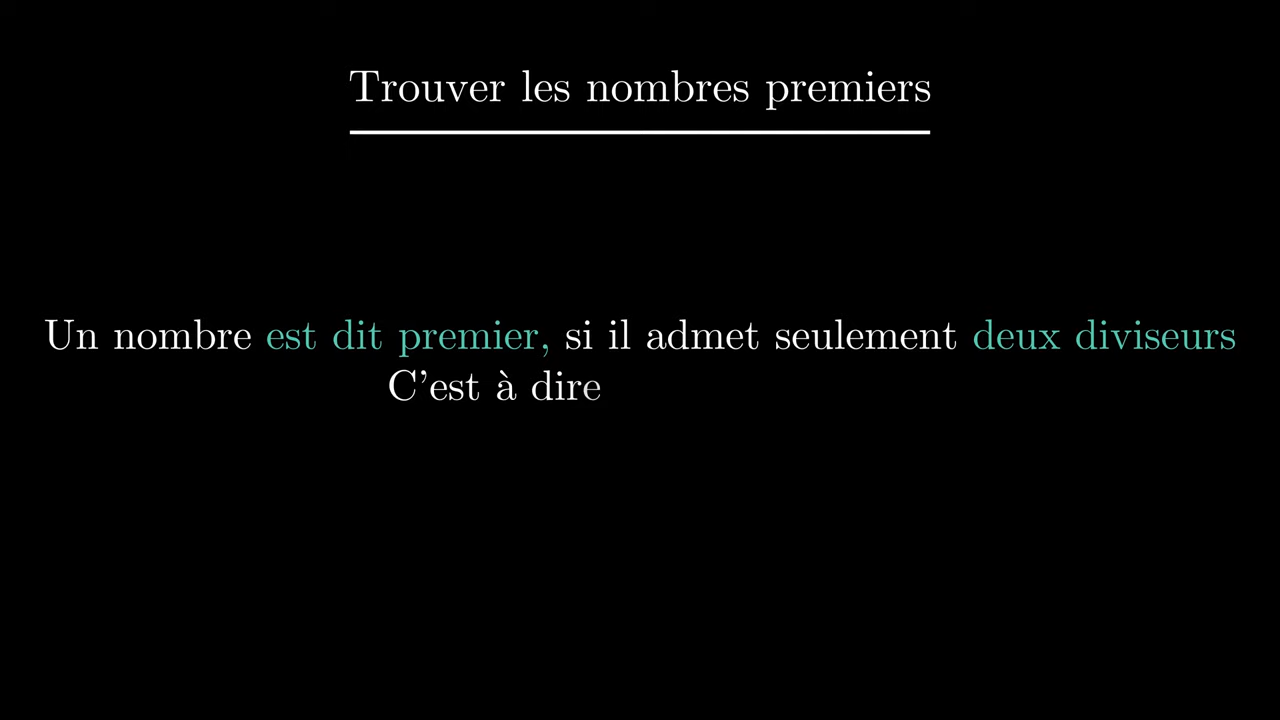 Trouver les nombres premiers
Un nombre est dit premier, si il admet seulement deux diviseurs
C'est à dire